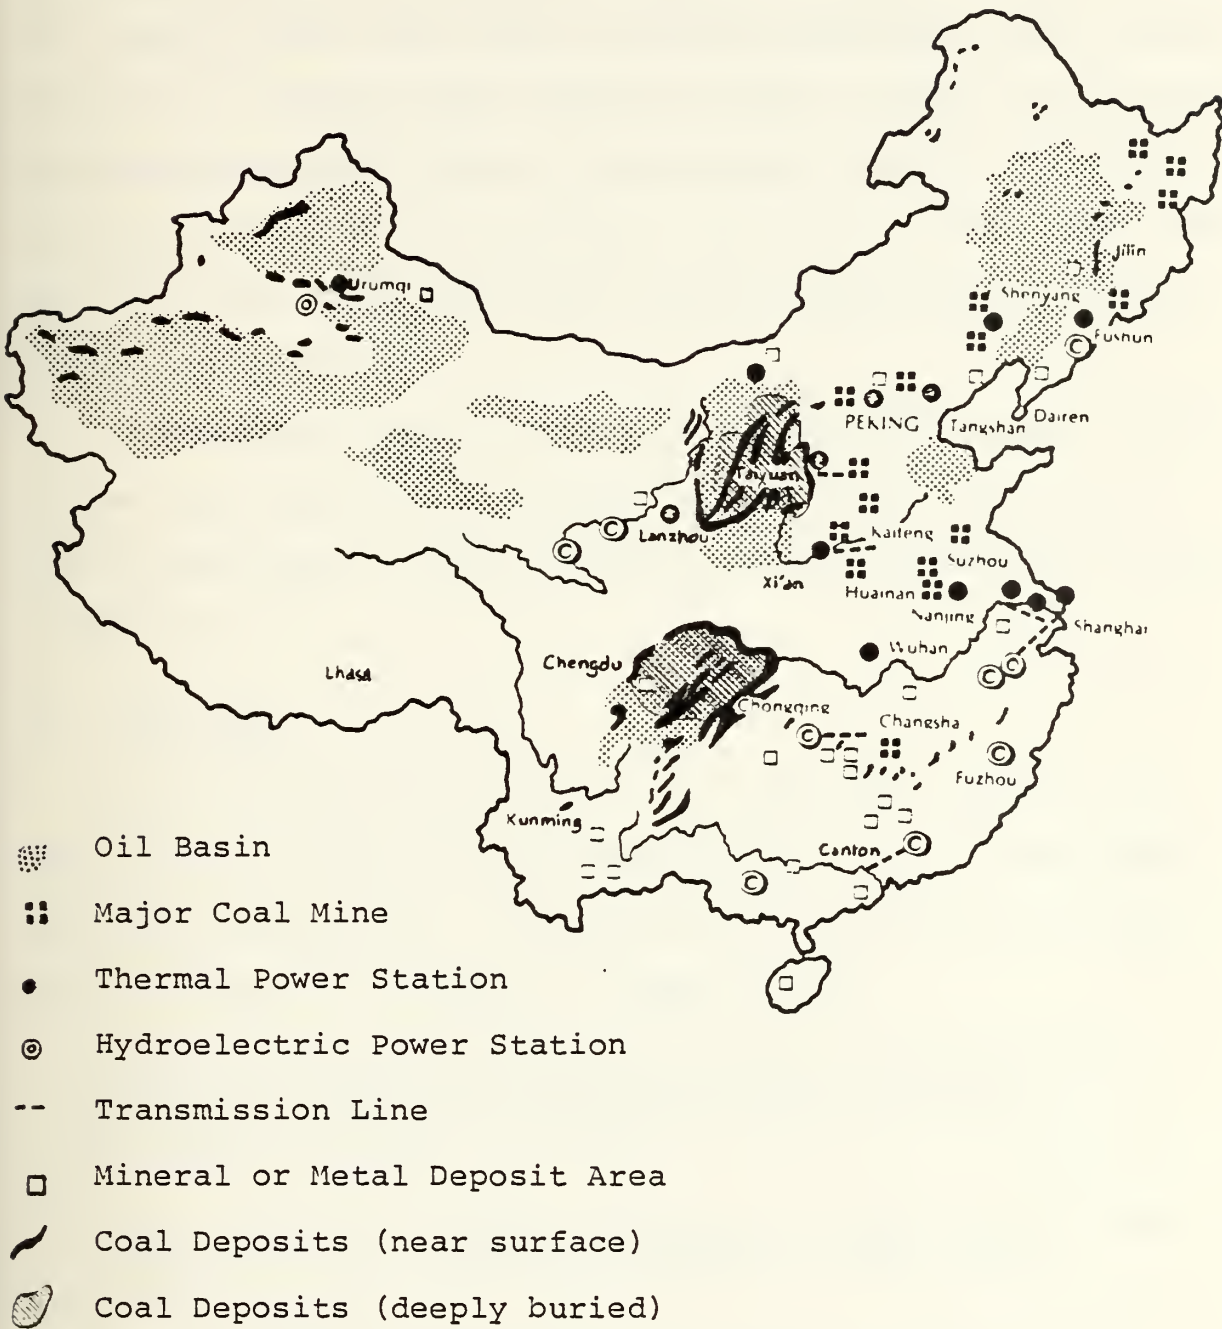 Jilin
Urumqi
Shenyang
Fushun
PEKING
Tangshan
Dairen
Taiyuan
Lanzhou
Kaifeng
Suzhou
Xi'an
Huainan
Nanjing
Shanghai
Wuhan
Chengdu
Lhasa
Chongqing
Changsha
Fuzhou
Kunming
Canton
Oil Basin
Major Coal Mine
Thermal Power Station
Hydroelectric Power Station
Transmission Line
Mineral or Metal Deposit Area
Coal Deposits (near surface)
Coal Deposits (deeply buried)